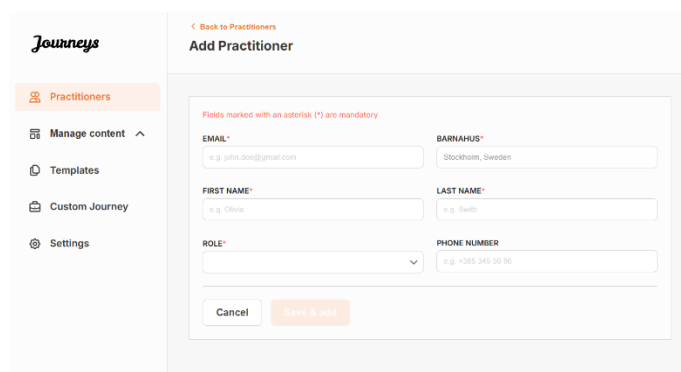 Journeys
< Back to Practitioners
Add Practitioner
Practitioners
Manage content
Templates
Custom Journey
Settings
Fields marked with an asterisk (*) are mandatory
EMAIL*
BARNAHUS*
e.g. john.doe@gmail.com
Stockholm, Sweden
FIRST NAME*
LAST NAME*
e.g. Olivia
e.g. Smith
ROLE*
PHONE NUMBER
e.g. +385 345 50 90
Cancel
Save & add